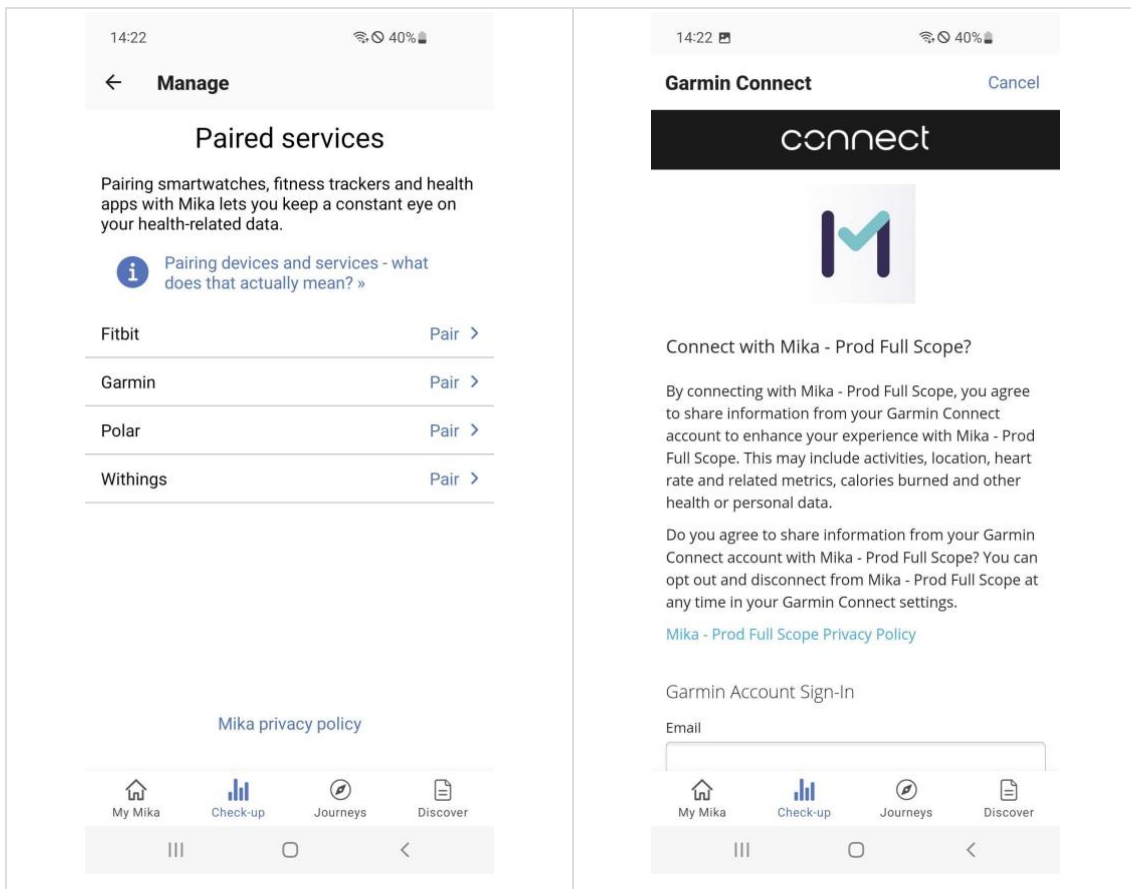 14:22 40%
Manage
Paired services
Pairing smartwatches, fitness trackers and health
apps with Mika lets you keep a constant eye on
your health-related data.
Pairing devices and services - what
does that actually mean? »
Fitbit Pair
Garmin Pair
Polar Pair
Withings Pair
Mika privacy policy
My Mika Check-up Journeys Discover
14:22 40%
Garmin Connect Cancel
connect
Connect with Mika - Prod Full Scope?
By connecting with Mika - Prod Full Scope, you agree
to share information from your Garmin Connect
account to enhance your experience with Mika - Prod
Full Scope. This may include activities, location, heart
rate and related metrics, calories burned and other
health or personal data.
Do you agree to share information from your Garmin
Connect account with Mika - Prod Full Scope? You can
opt out and disconnect from Mika - Prod Full Scope at
any time in your Garmin Connect settings.
Mika - Prod Full Scope Privacy Policy
Garmin Account Sign-In
Email
My Mika Check-up Journeys Discover